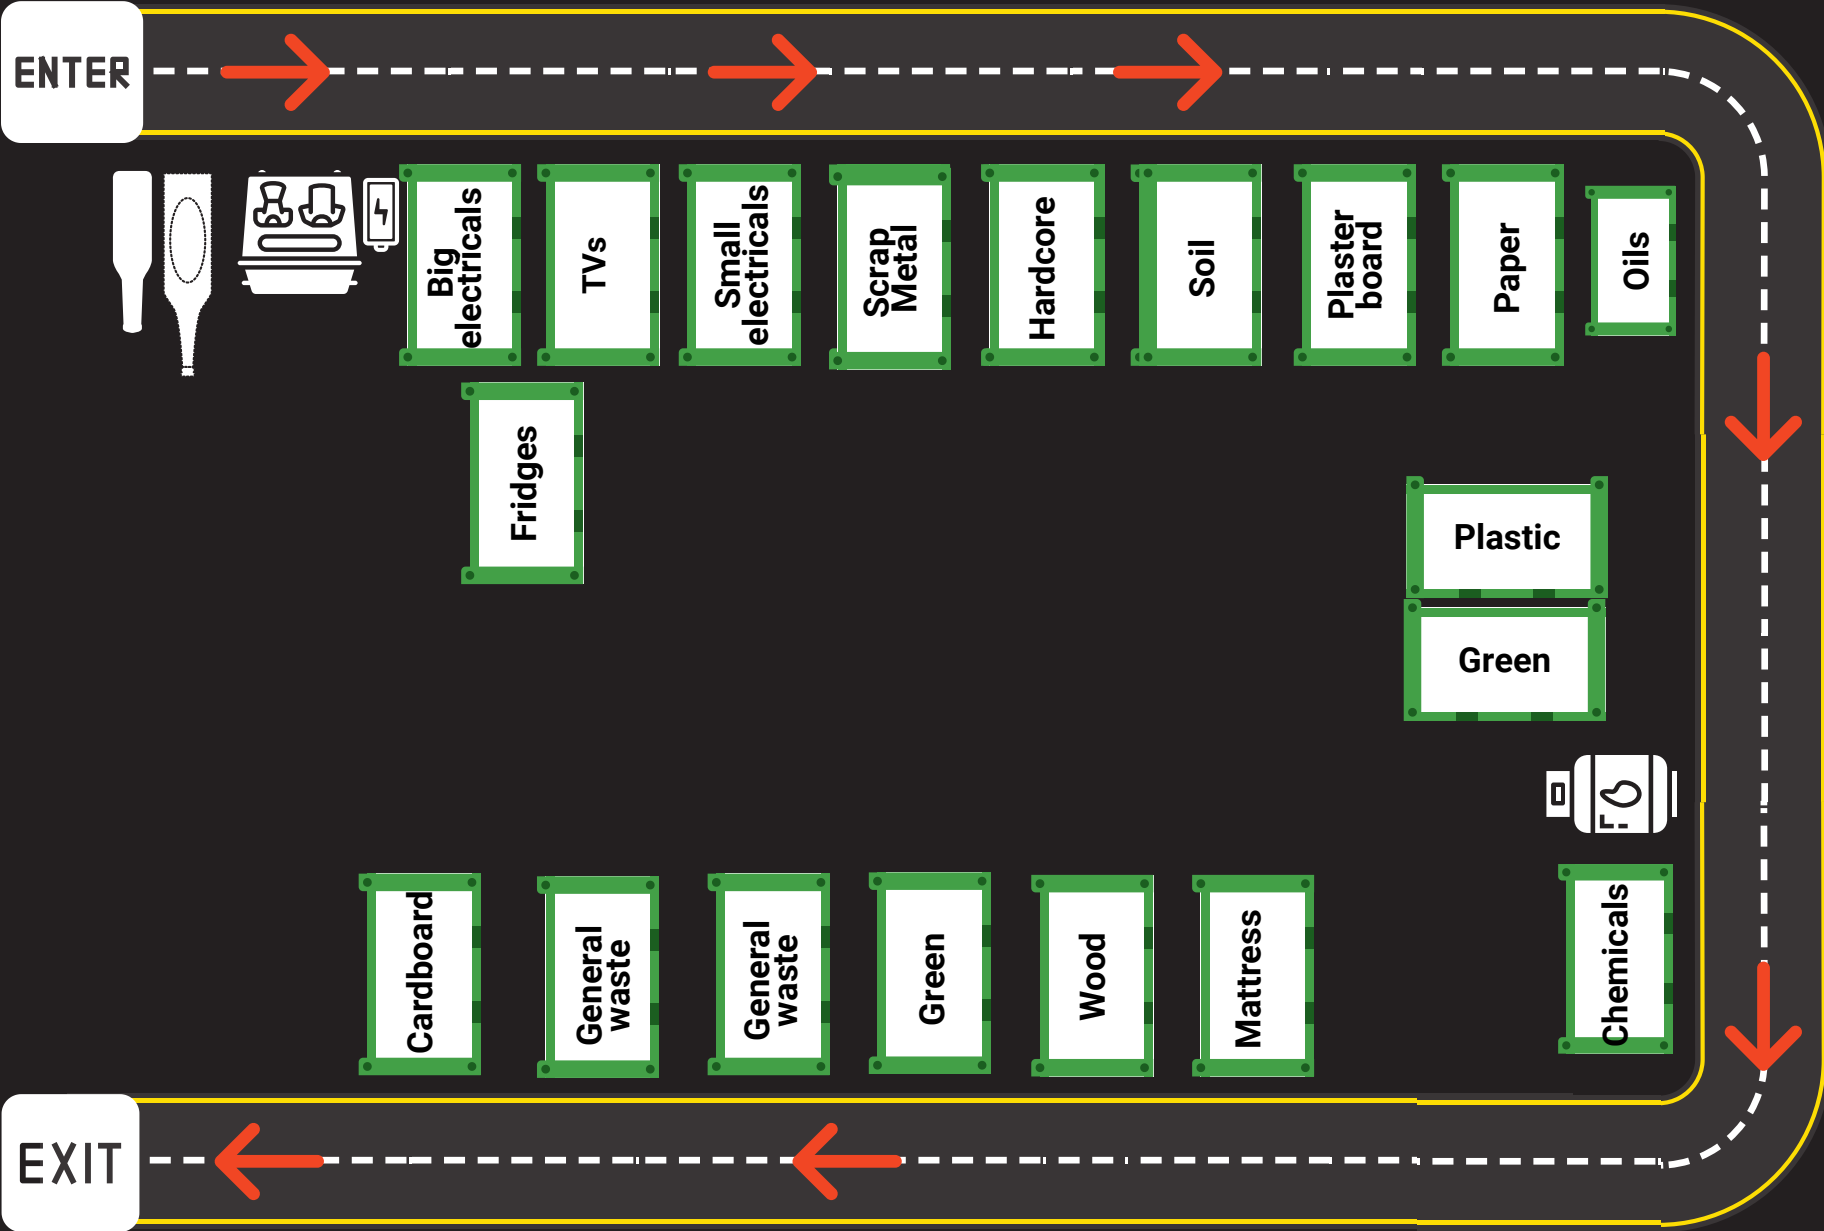 ENTER
Big
electricals
TVs
Small
electricals
Scrap
Metal
Hardcore
Soil
Plaster
board
Paper
Oils
Fridges
Plastic
Green
Cardboard
General
waste
General
waste
Green
Wood
Mattress
Chemicals
EXIT